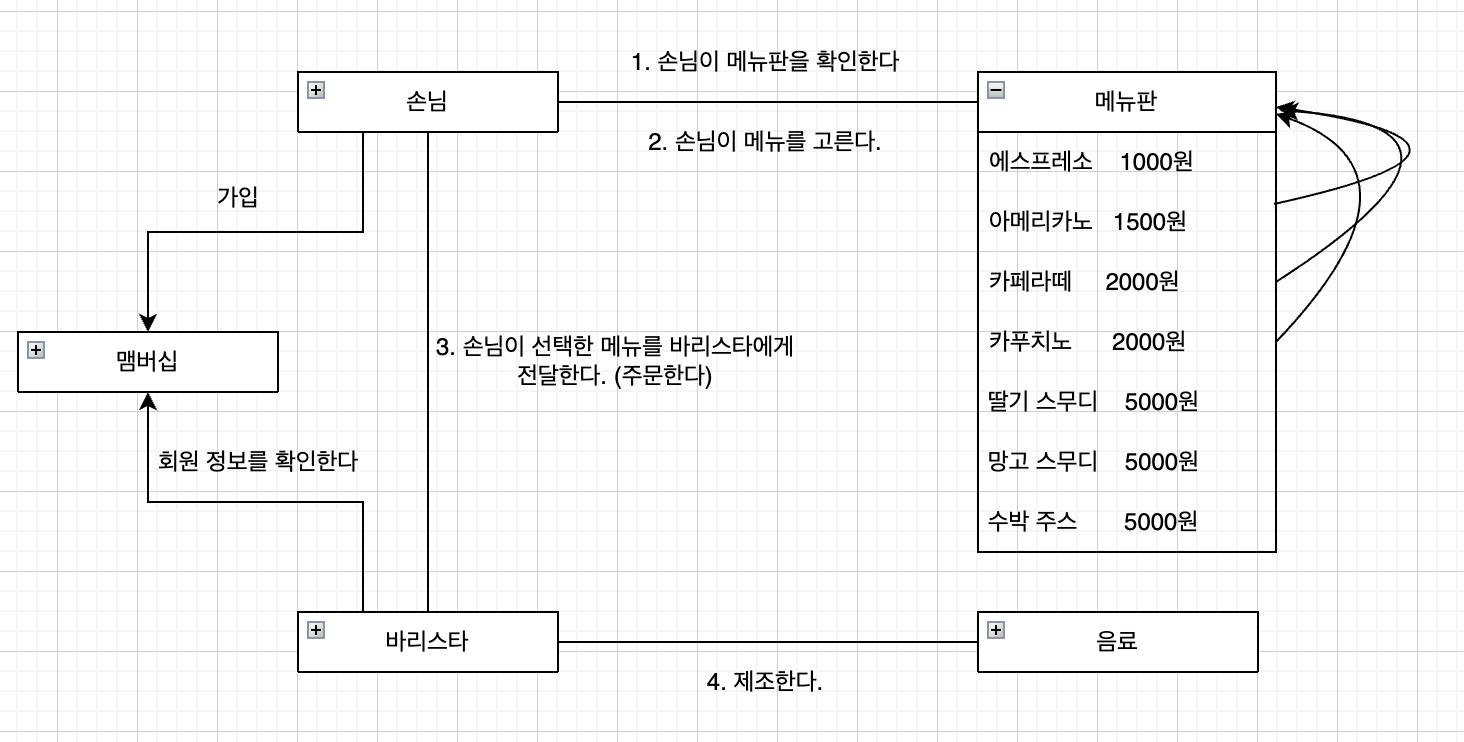 1. 손님이 메뉴판을 확인한다
손님
메뉴판
2. 손님이 메뉴를 고른다.
에스프레소 1000원
가입
아메리카노 1500원
카페라떼 2000원
카푸치노 2000원
3. 손님이 선택한 메뉴를 바리스타에게
전달한다. (주문한다)
맴버십
딸기 스무디 5000원
회원 정보를 확인한다
망고 스무디 5000원
수박 주스 5000원
바리스타
음료
4. 제조한다.